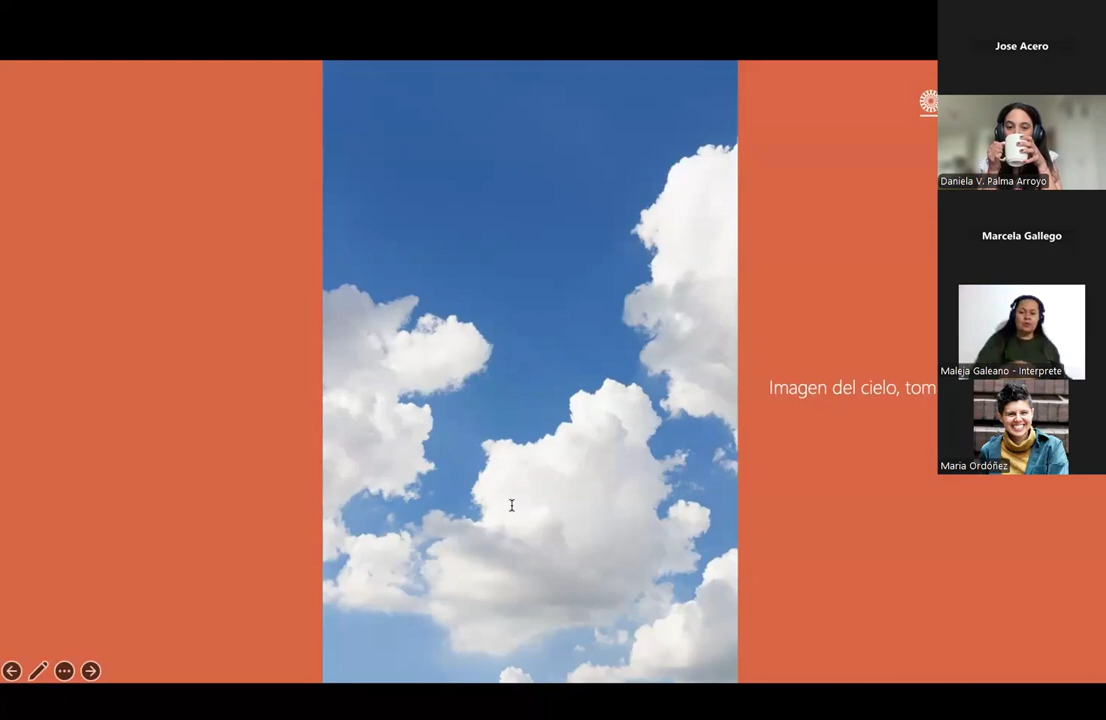 Jose Acero
Daniela V. Palma Arroyo
Marcela Gallego
Maleja Galeano - Interprete
Imagen del cielo, tom
Maria Ordóñez